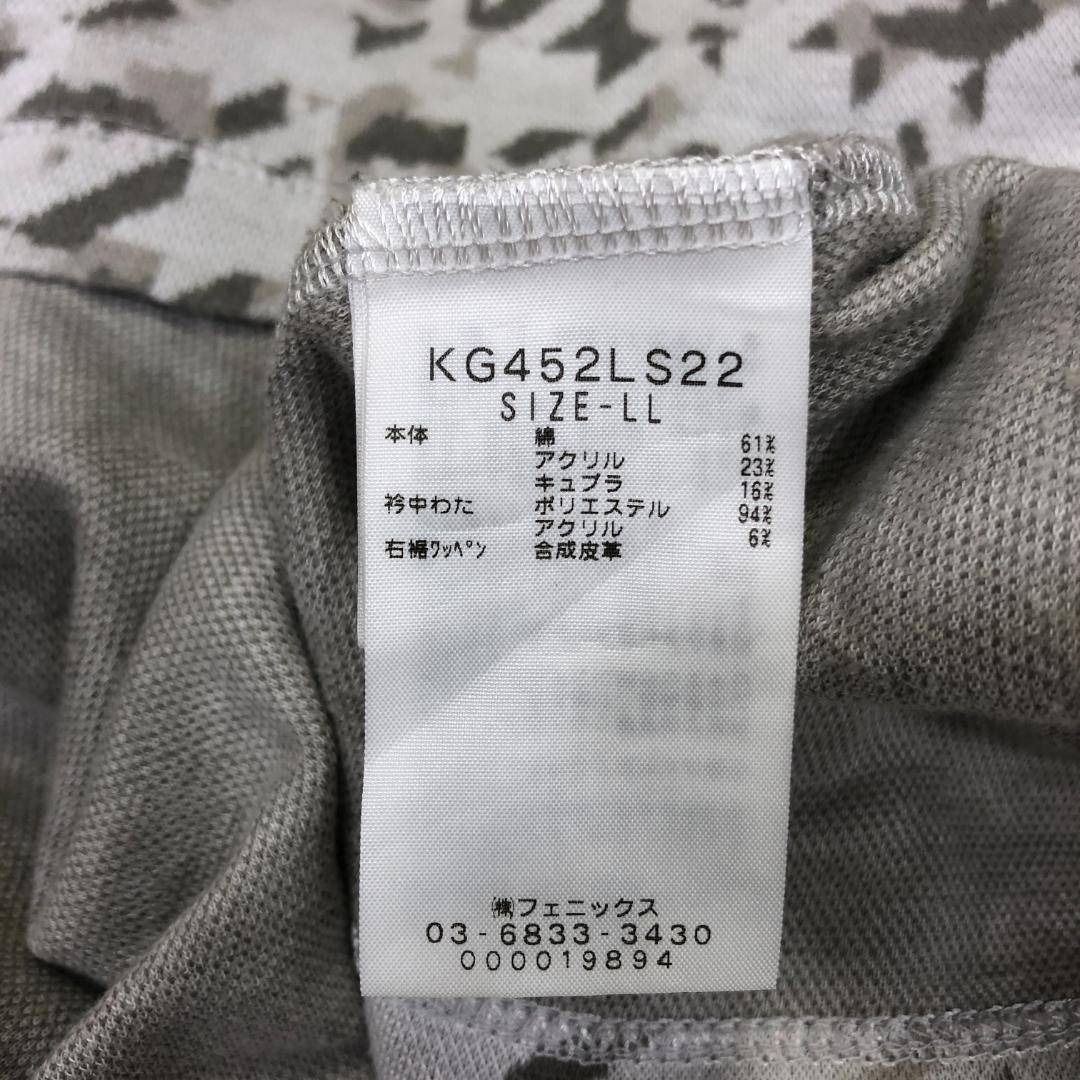 KG452LS22
SIZE-LL
本体 綿 61%
アクリル 23%
キュプラ 16%
衿中わた ポリエステル 94%
アクリル 6%
右裾ﾜｯﾍﾟﾝ 合成皮革
㈱フェニックス
03-6833-3430
000019894